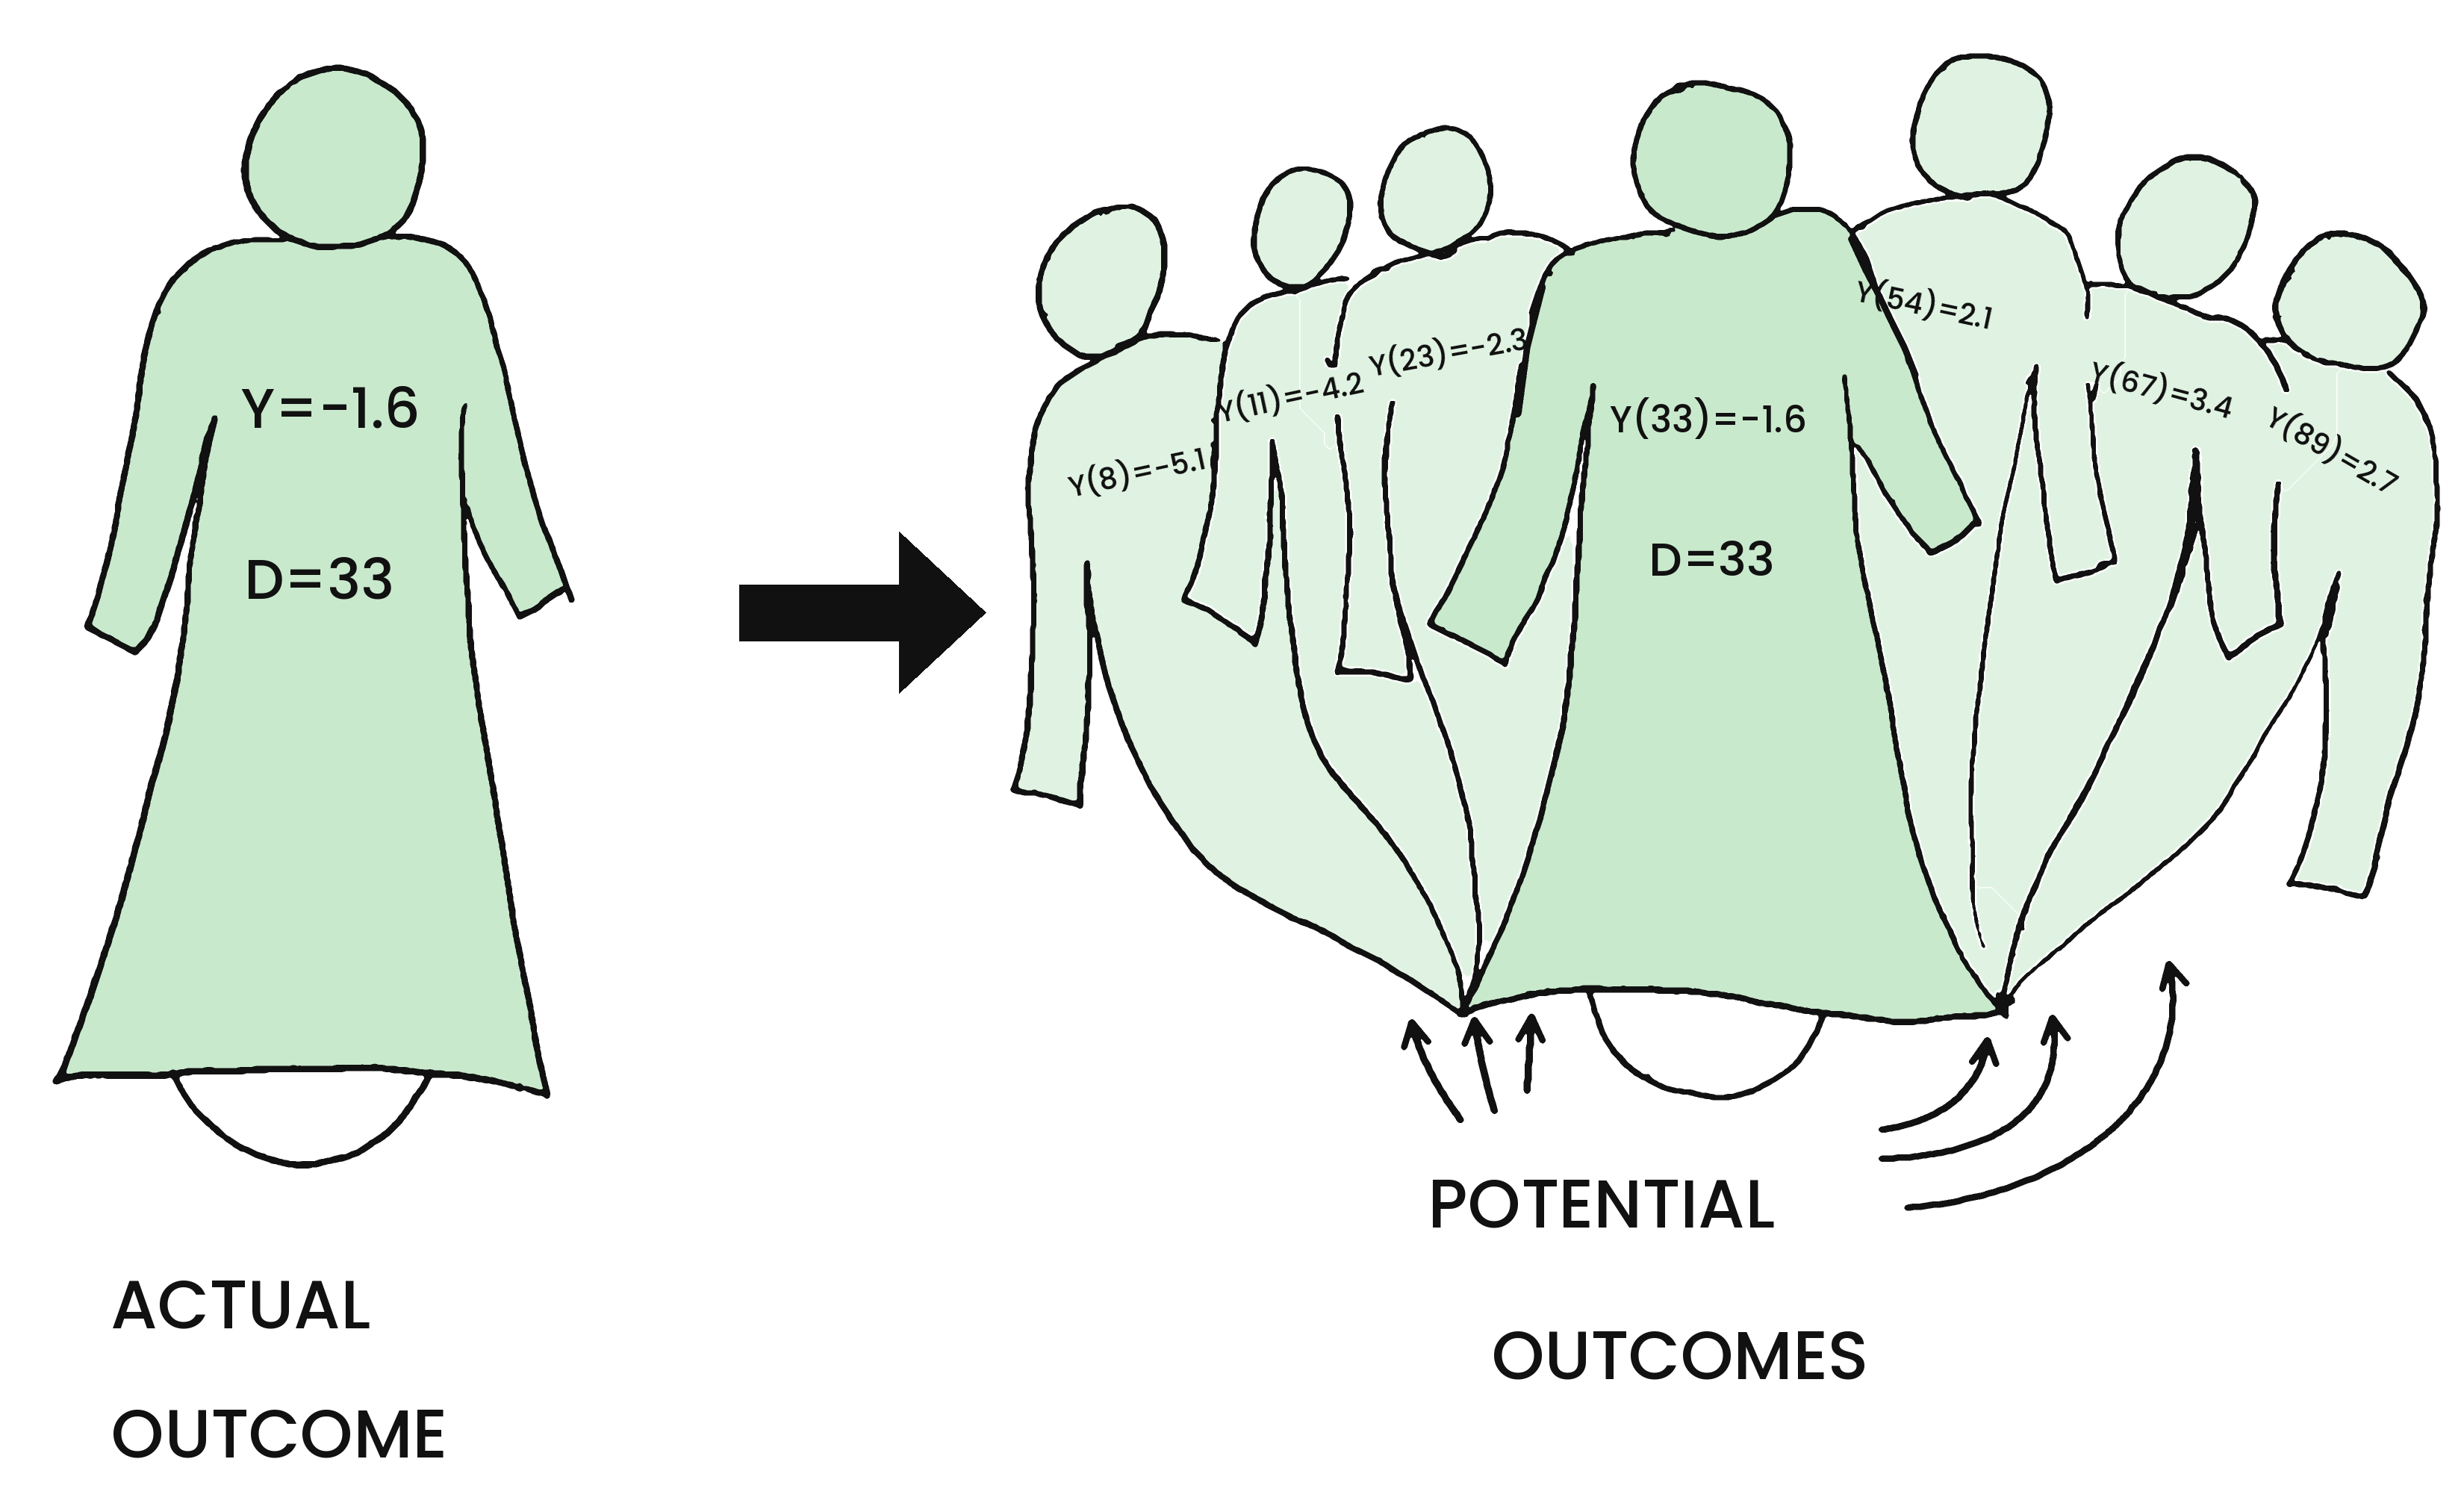 Y=-1.6
D=33
ACTUAL
OUTCOME
Y(8)=-5.1
Y(11)=-4.2
Y(23)=-2.3
Y(33)=-1.6
D=33
Y(54)=2.1
Y(67)=3.4
Y(89)=2.7
POTENTIAL
OUTCOMES